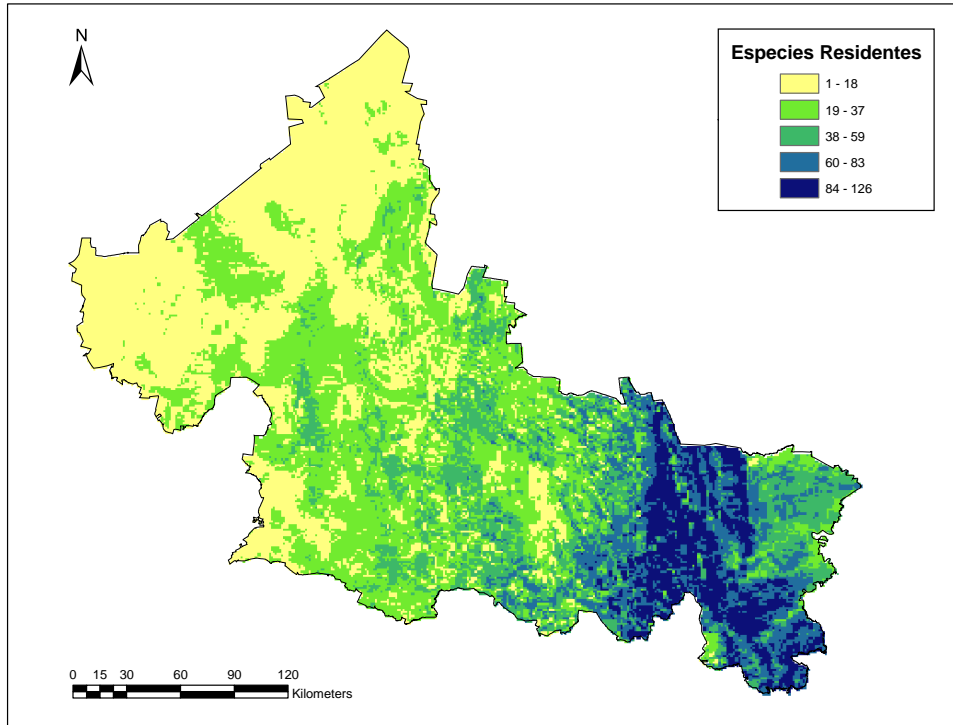 N
Especies Residentes
1 - 18
19 - 37
38 - 59
60 - 83
84 - 126
0 15 30 60 90 120
Kilometers